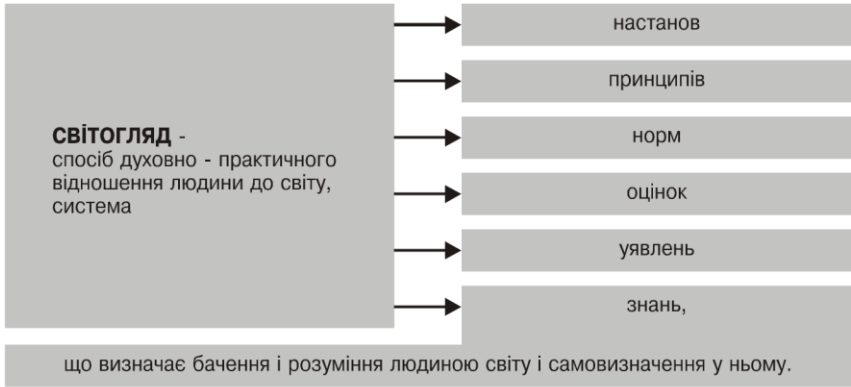 СВІТОГЛЯД -
спосіб духовно - практичного
відношення людини до світу,
система
настанов
принципів
норм
оцінок
уявлень
знань,
що визначає бачення і розуміння людиною світу і самовизначення у ньому.